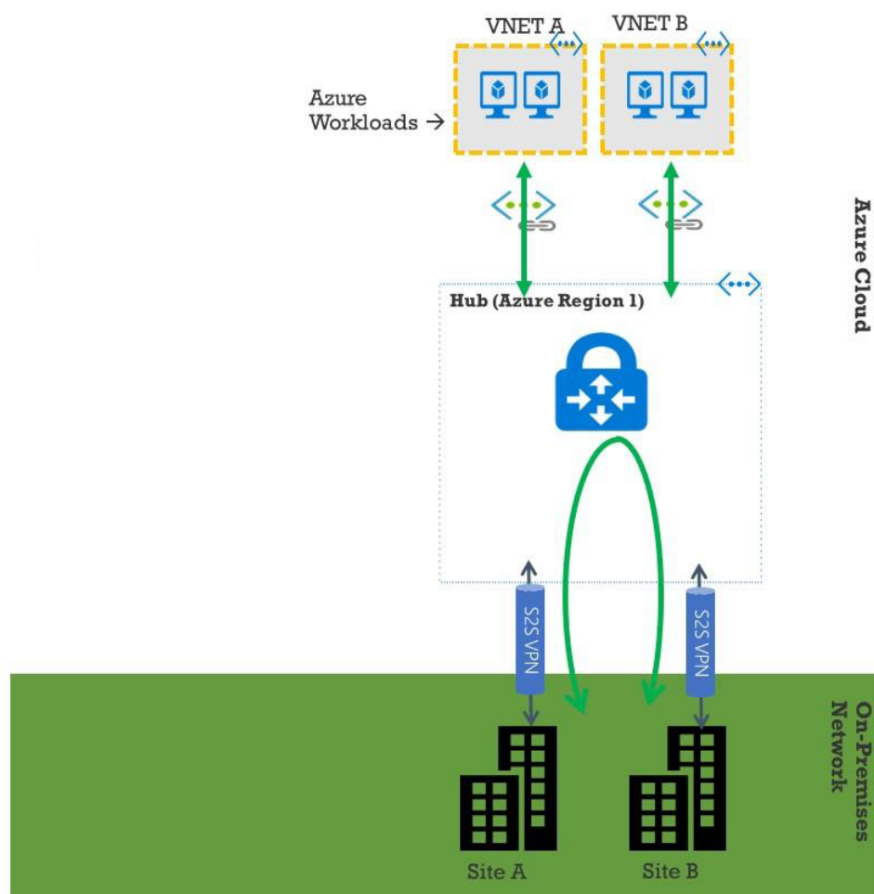 VNET A
VNET B
Azure
Workloads →
Azure Cloud
Hub (Azure Region 1)
S2S VPN
S2S VPN
On-Premises
Network
Site A
Site B